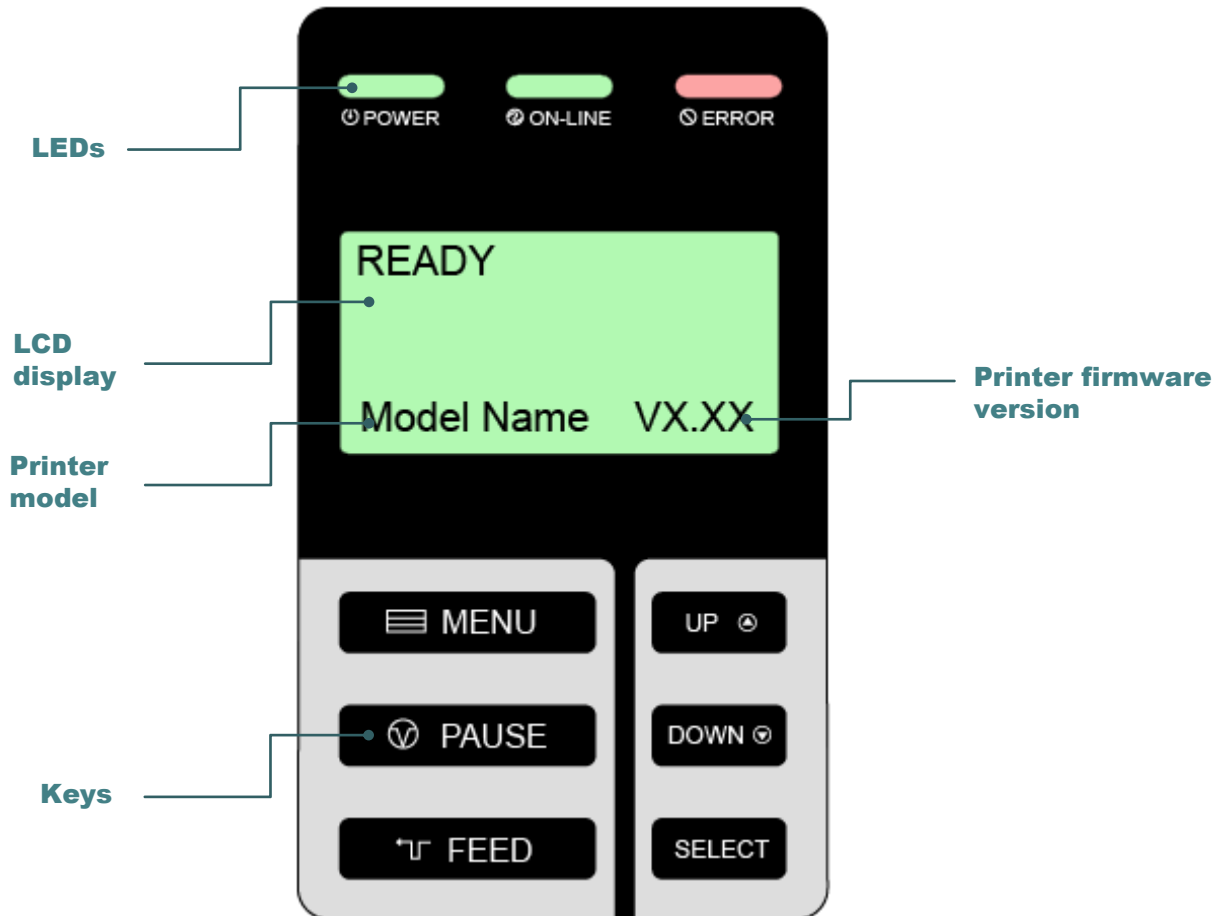 POWER
ON-LINE
ERROR
LEDs
READY
LCD
display
Model Name VX.XX
Printer firmware
version
Printer
model
MENU
UP
PAUSE
DOWN
Keys
FEED
SELECT